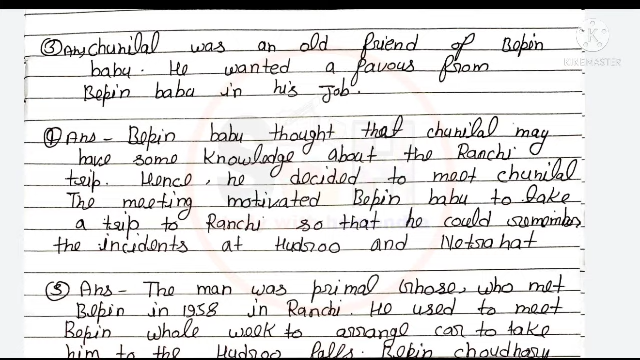 ③ Ans, chunilal was an old friend of Bepin
babu. He wanted a favour from
Bepin babu in his Job.
④ Ans - Bepin babu thought that chunilal may
have some knowledge about the Ranchi
trip. Hence, he decided to meet chunilal
The meeting motivated Bepin babu to take
a trip to Ranchi so that he could remember
the incidents at Hudroo and Netrahat
⑤ Ans - The man was primal Ghose, who met
Bepin in 1958 in Ranchi. He used to meet
Bepin whole week to arrange car to take
him to the Hudroo falls. Bepin choudhary
KINEMASTER